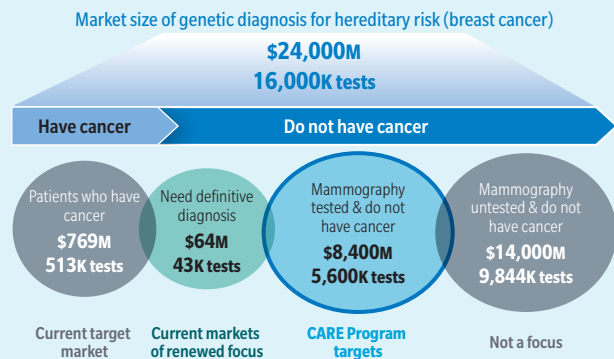 Market size of genetic diagnosis for hereditary risk (breast cancer)
$24,000M
16,000K tests
Have cancer
Do not have cancer
Patients who have
cancer
$769M
513K tests
Need definitive
diagnosis
$64M
43K tests
Mammography
tested & do not
have cancer
$8,400M
5,600K tests
Mammography
untested & do not
have cancer
$14,000M
9,844K tests
Current target
market
Current markets
of renewed focus
CARE Program
targets
Not a focus